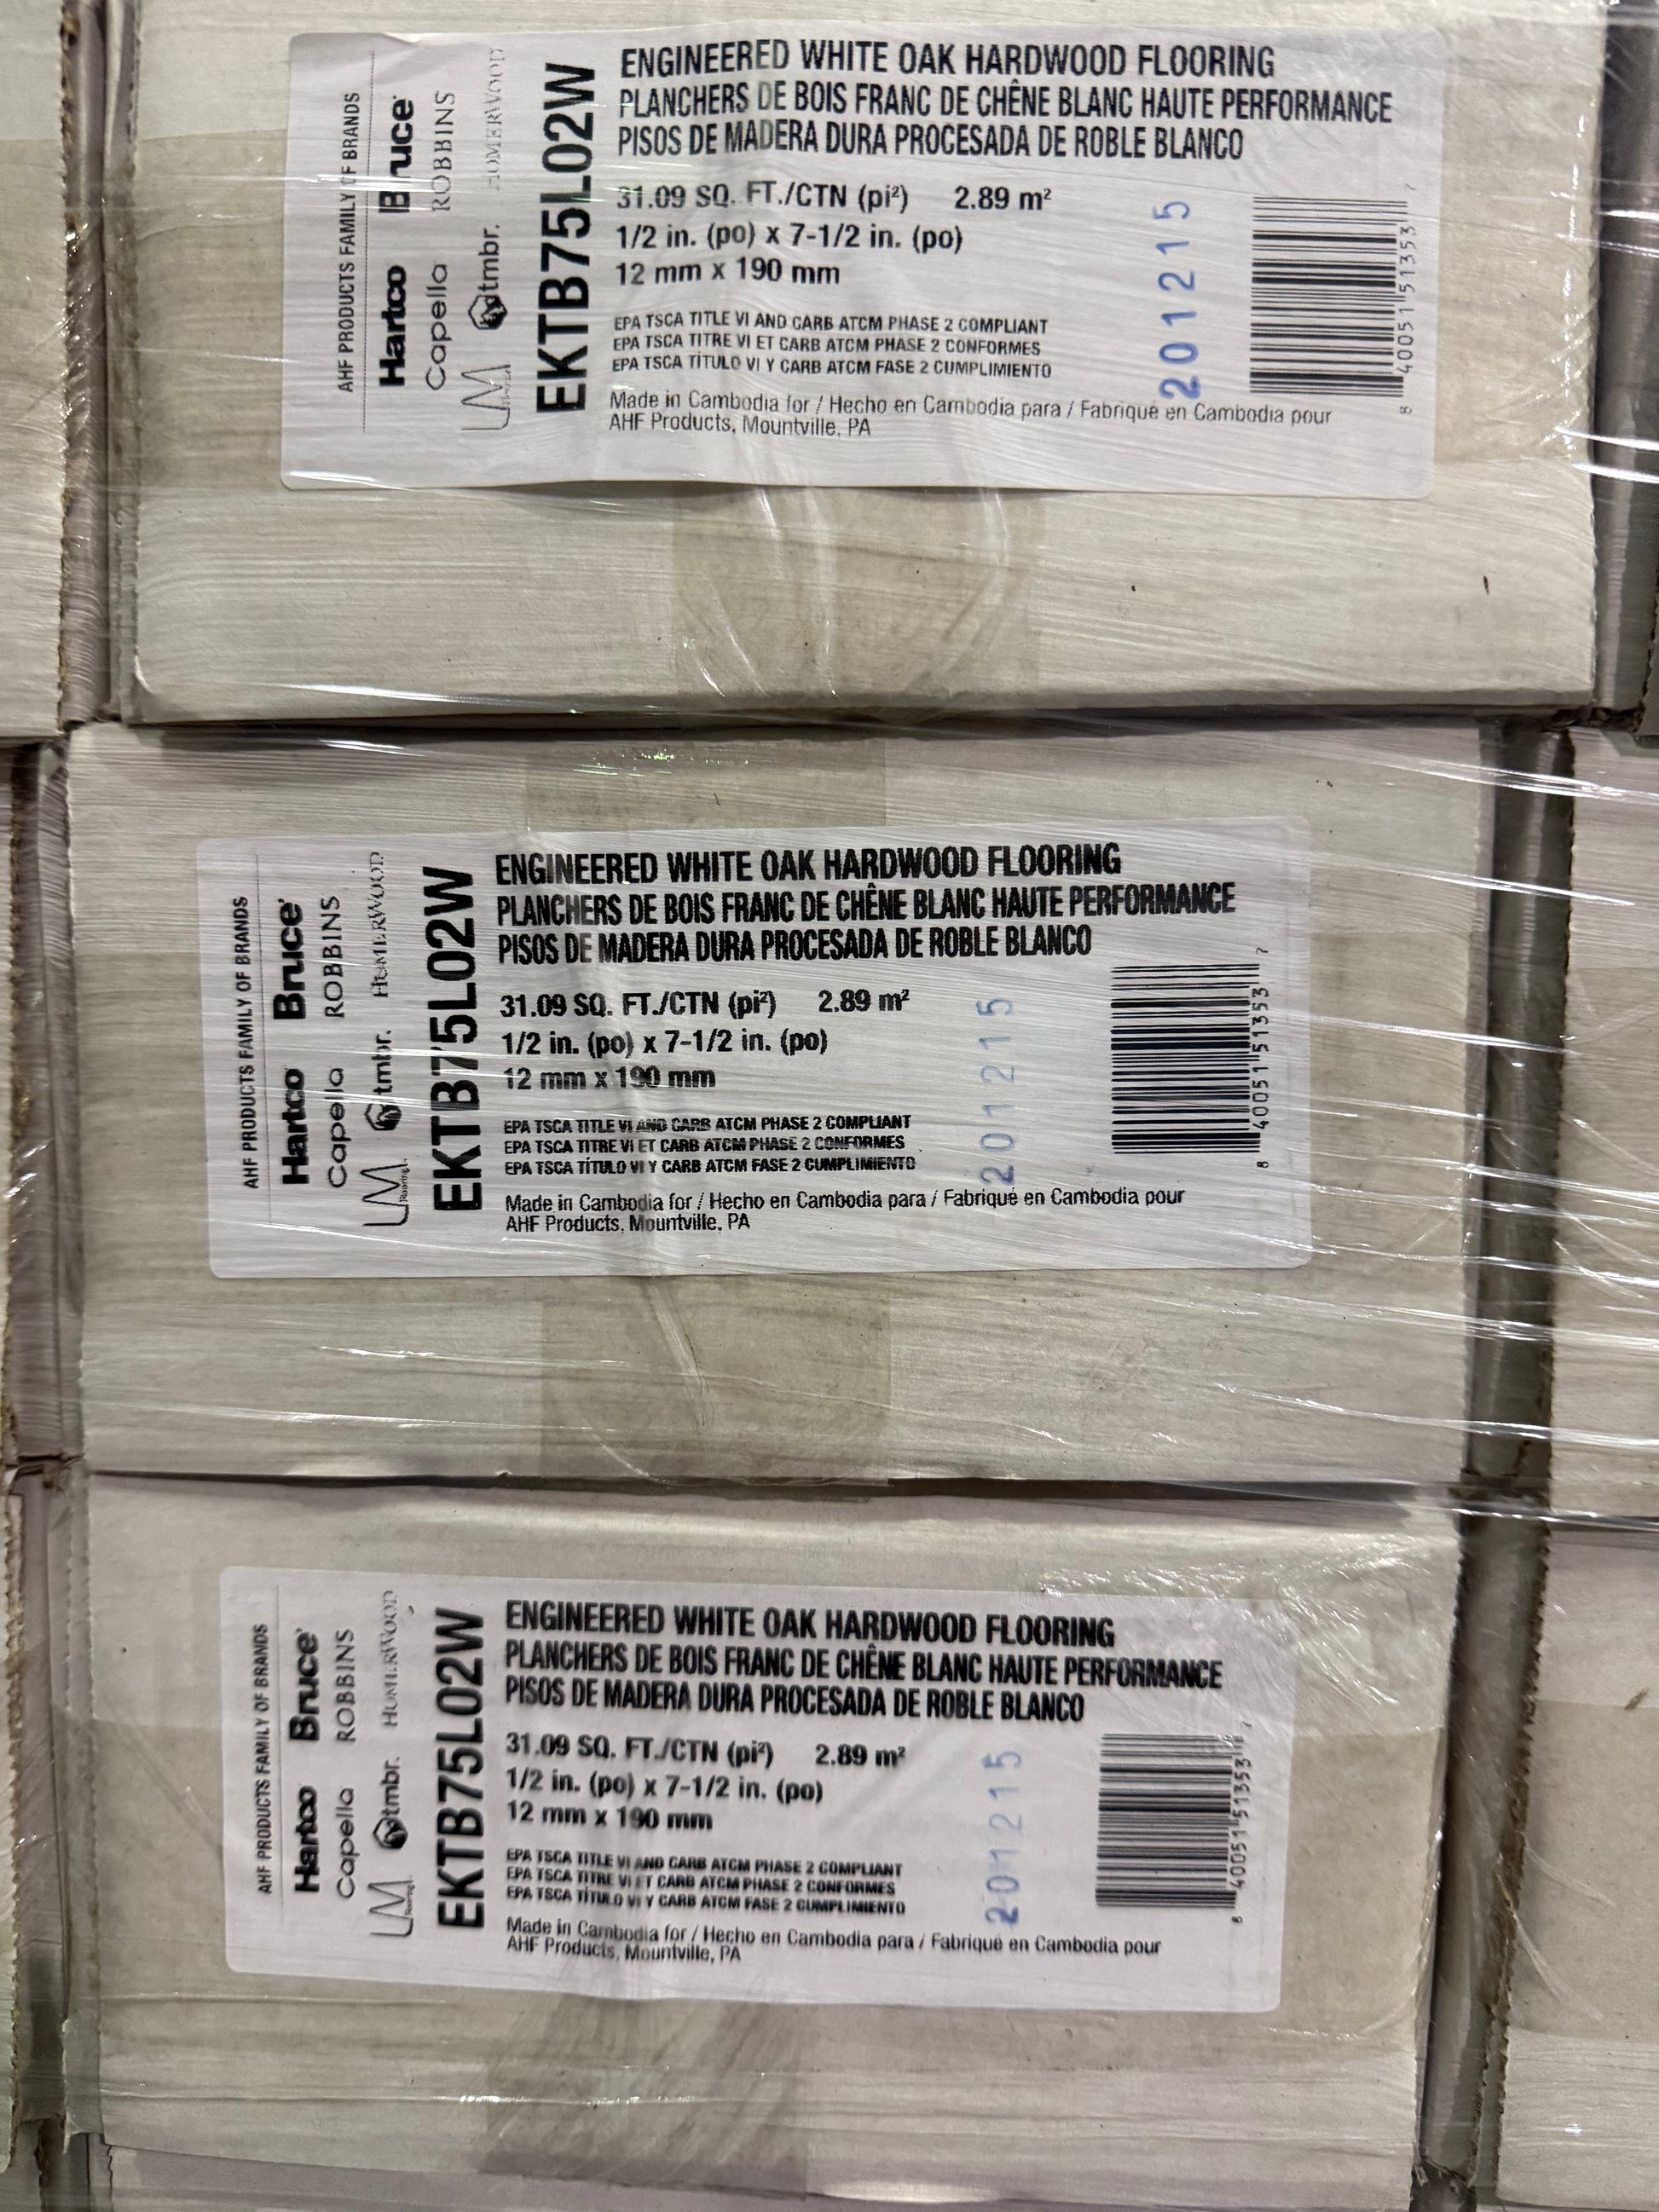 AHF PRODUCTS FAMILY OF BRANDS
Hartco Bruce
Capella ROBBINS
LM tmbr. HOMERWOOD
EKTB75L02W
ENGINEERED WHITE OAK HARDWOOD FLOORING
PLANCHERS DE BOIS FRANC DE CHÊNE BLANC HAUTE PERFORMANCE
PISOS DE MADERA DURA PROCESADA DE ROBLE BLANCO
31.09 SQ. FT./CTN (pi²) 2.89 m²
1/2 in. (po) x 7-1/2 in. (po)
12 mm x 190 mm
EPA TSCA TITLE VI AND CARB ATCM PHASE 2 COMPLIANT
EPA TSCA TITRE VI ET CARB ATCM PHASE 2 CONFORMES
EPA TSCA TÍTULO VI Y CARB ATCM FASE 2 CUMPLIMIENTO
Made in Cambodia for / Hecho en Cambodia para / Fabriqué en Cambodia pour
AHF Products, Mountville, PA
201215
8 40051 51353 7
AHF PRODUCTS FAMILY OF BRANDS
Hartco Bruce
Capella ROBBINS
LM Flooring tmbr. HOMERWOOD
EKTB75L02W
ENGINEERED WHITE OAK HARDWOOD FLOORING
PLANCHERS DE BOIS FRANC DE CHÊNE BLANC HAUTE PERFORMANCE
PISOS DE MADERA DURA PROCESADA DE ROBLE BLANCO
31.09 SQ. FT./CTN (pi²) 2.89 m²
1/2 in. (po) x 7-1/2 in. (po)
12 mm x 190 mm
EPA TSCA TITLE VI AND CARB ATCM PHASE 2 COMPLIANT
EPA TSCA TITRE VI ET CARB ATCM PHASE 2 CONFORMES
EPA TSCA TÍTULO VI Y CARB ATCM FASE 2 CUMPLIMIENTO
Made in Cambodia for / Hecho en Cambodia para / Fabriqué en Cambodia pour
AHF Products, Mountville, PA
201215
8 40051 51353 7
AHF PRODUCTS FAMILY OF BRANDS
Hartco Bruce
Capella ROBBINS
LM Flooring tmbr. HOMERWOOD
EKTB75L02W
ENGINEERED WHITE OAK HARDWOOD FLOORING
PLANCHERS DE BOIS FRANC DE CHÊNE BLANC HAUTE PERFORMANCE
PISOS DE MADERA DURA PROCESADA DE ROBLE BLANCO
31.09 SQ. FT./CTN (pi²) 2.89 m²
1/2 in. (po) x 7-1/2 in. (po)
12 mm x 190 mm
EPA TSCA TITLE VI AND CARB ATCM PHASE 2 COMPLIANT
EPA TSCA TITRE VI ET CARB ATCM PHASE 2 CONFORMES
EPA TSCA TÍTULO VI Y CARB ATCM FASE 2 CUMPLIMIENTO
Made in Cambodia for / Hecho en Cambodia para / Fabriqué en Cambodia pour
AHF Products, Mountville, PA
201215
8 40051 51353 7